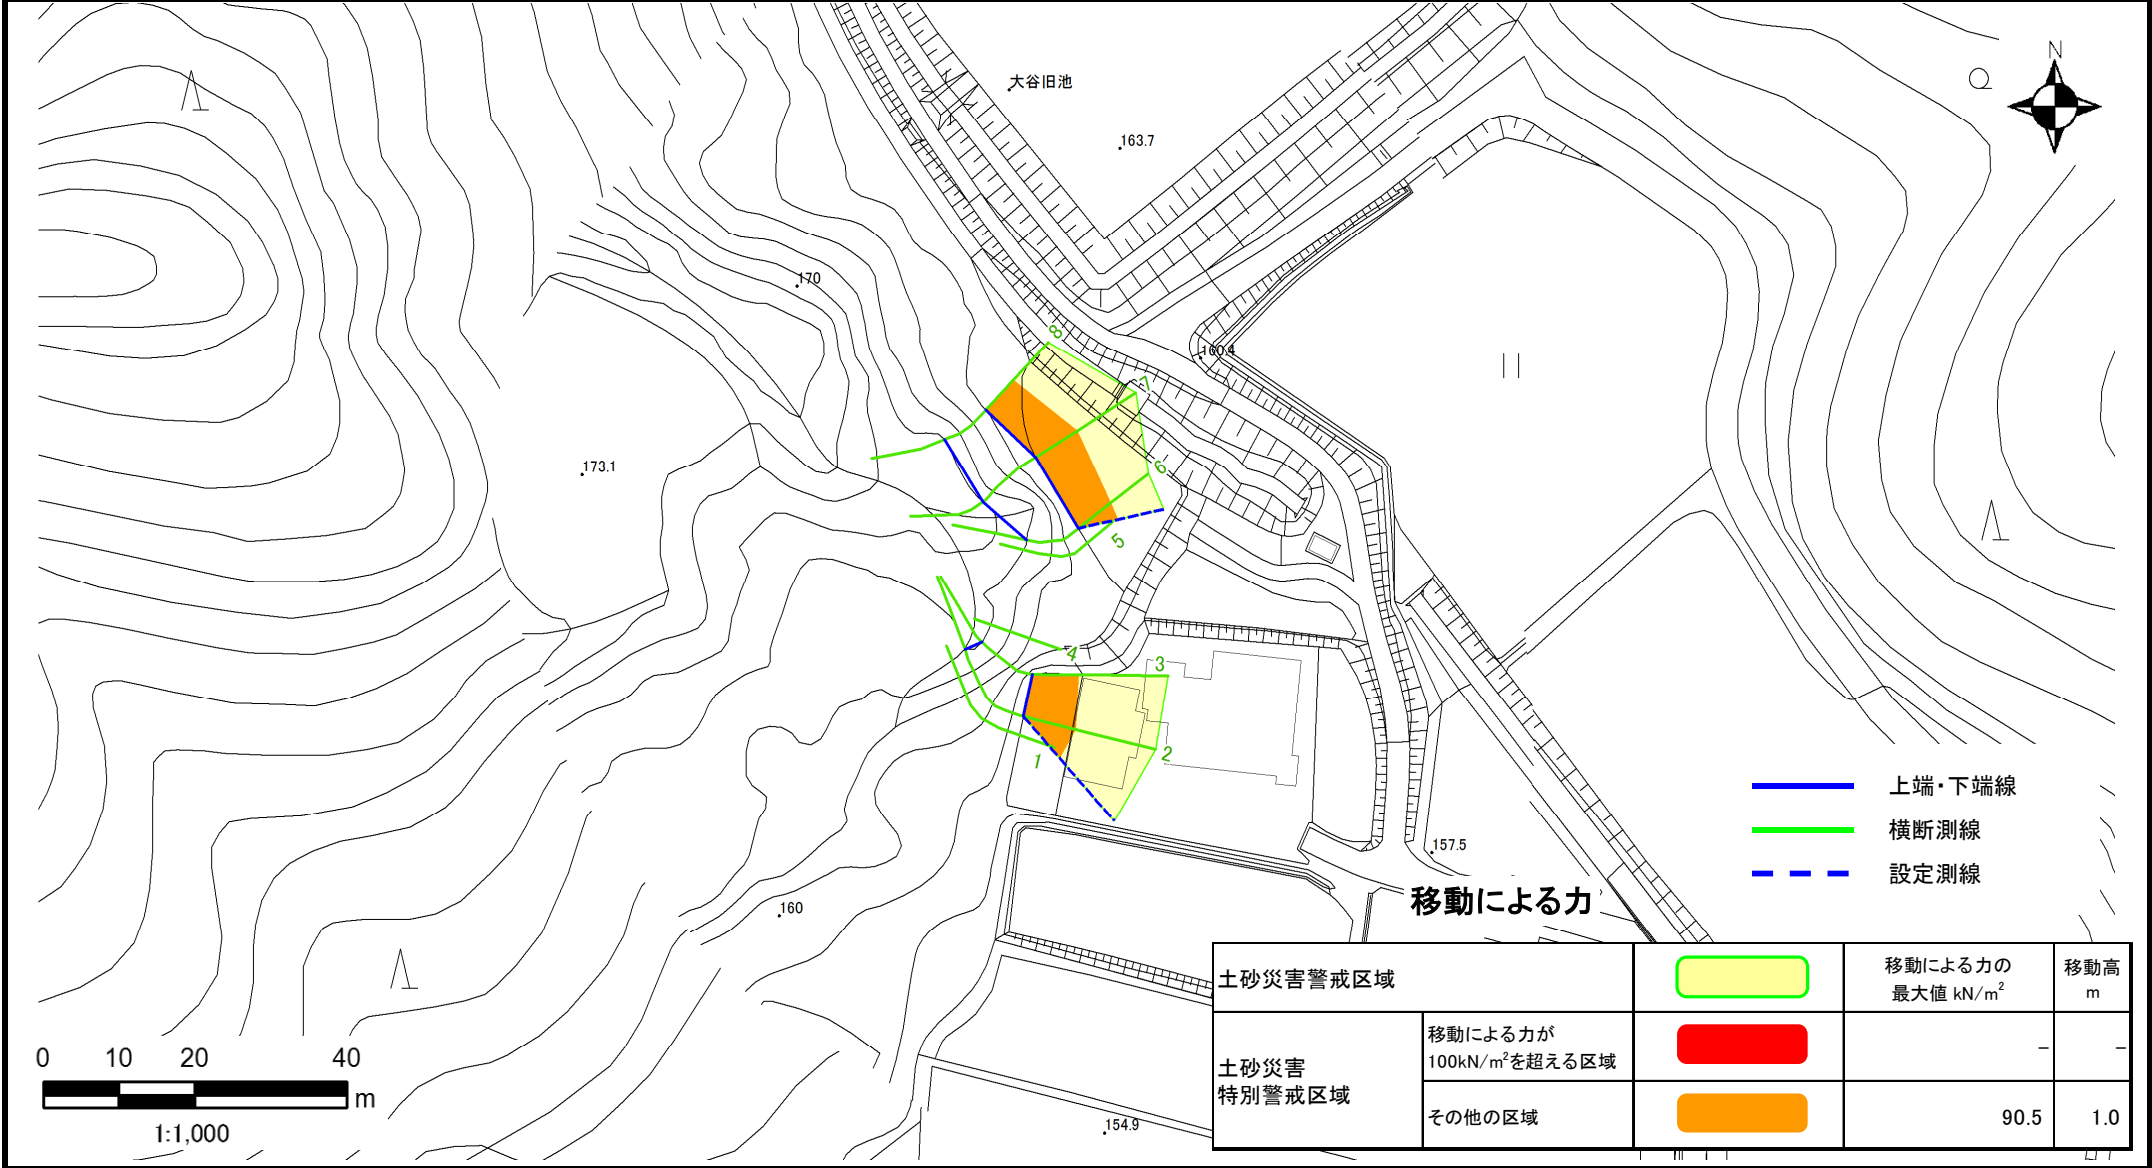 N
大谷旧池
163.7
170
8
160.4
7
173.1
6
5
4
3
2
1
上端・下端線
横断測線
157.5
設定測線
移動による力
160
土砂災害警戒区域
移動による力の
最大値 kN/m²
移動高
m
移動による力が
100kN/m²を超える区域
-
-
土砂災害
特別警戒区域
その他の区域
90.5
1.0
0 10 20 40
m
1:1,000
154.9